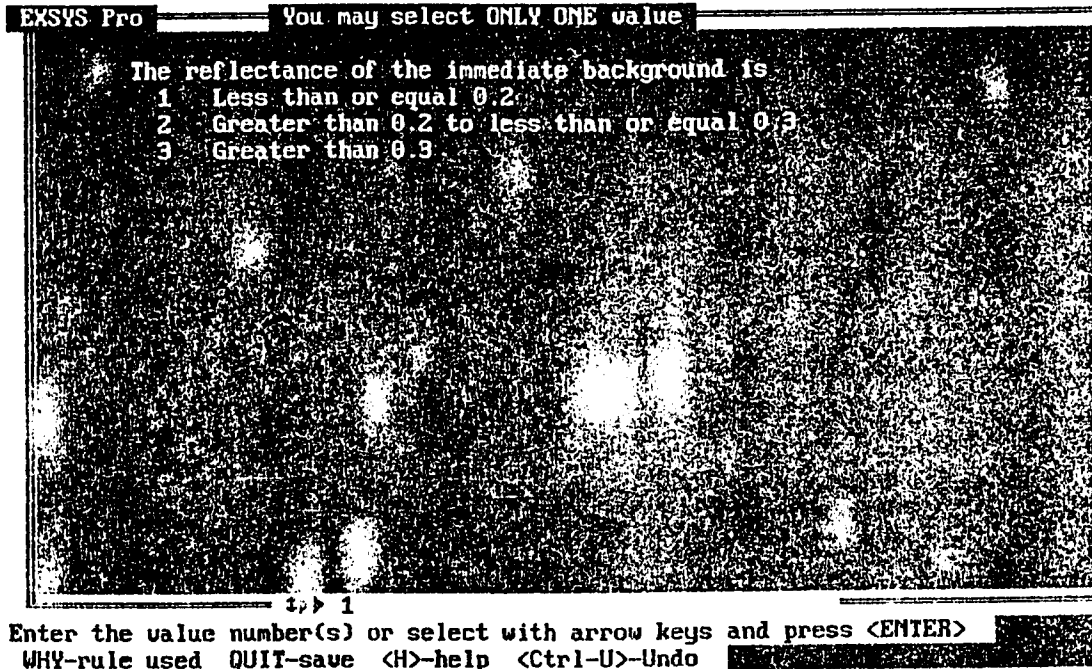 EXSYS Pro You may select ONLY ONE value
The reflectance of the immediate background is
1 Less than or equal 0.2
2 Greater than 0.2 to less than or equal 0.3
3 Greater than 0.3
1
Enter the value number(s) or select with arrow keys and press <ENTER>
WHY-rule used QUIT-save <H>-help <Ctrl-U>-Undo